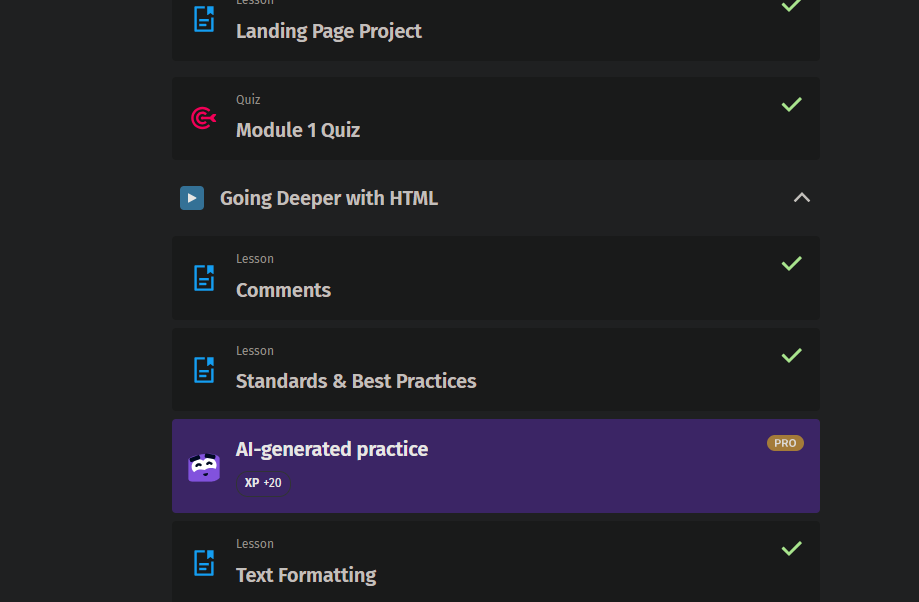 Lesson
Landing Page Project
Quiz
Module 1 Quiz
Going Deeper with HTML
Lesson
Comments
Lesson
Standards & Best Practices
AI-generated practice
PRO
XP +20
Lesson
Text Formatting